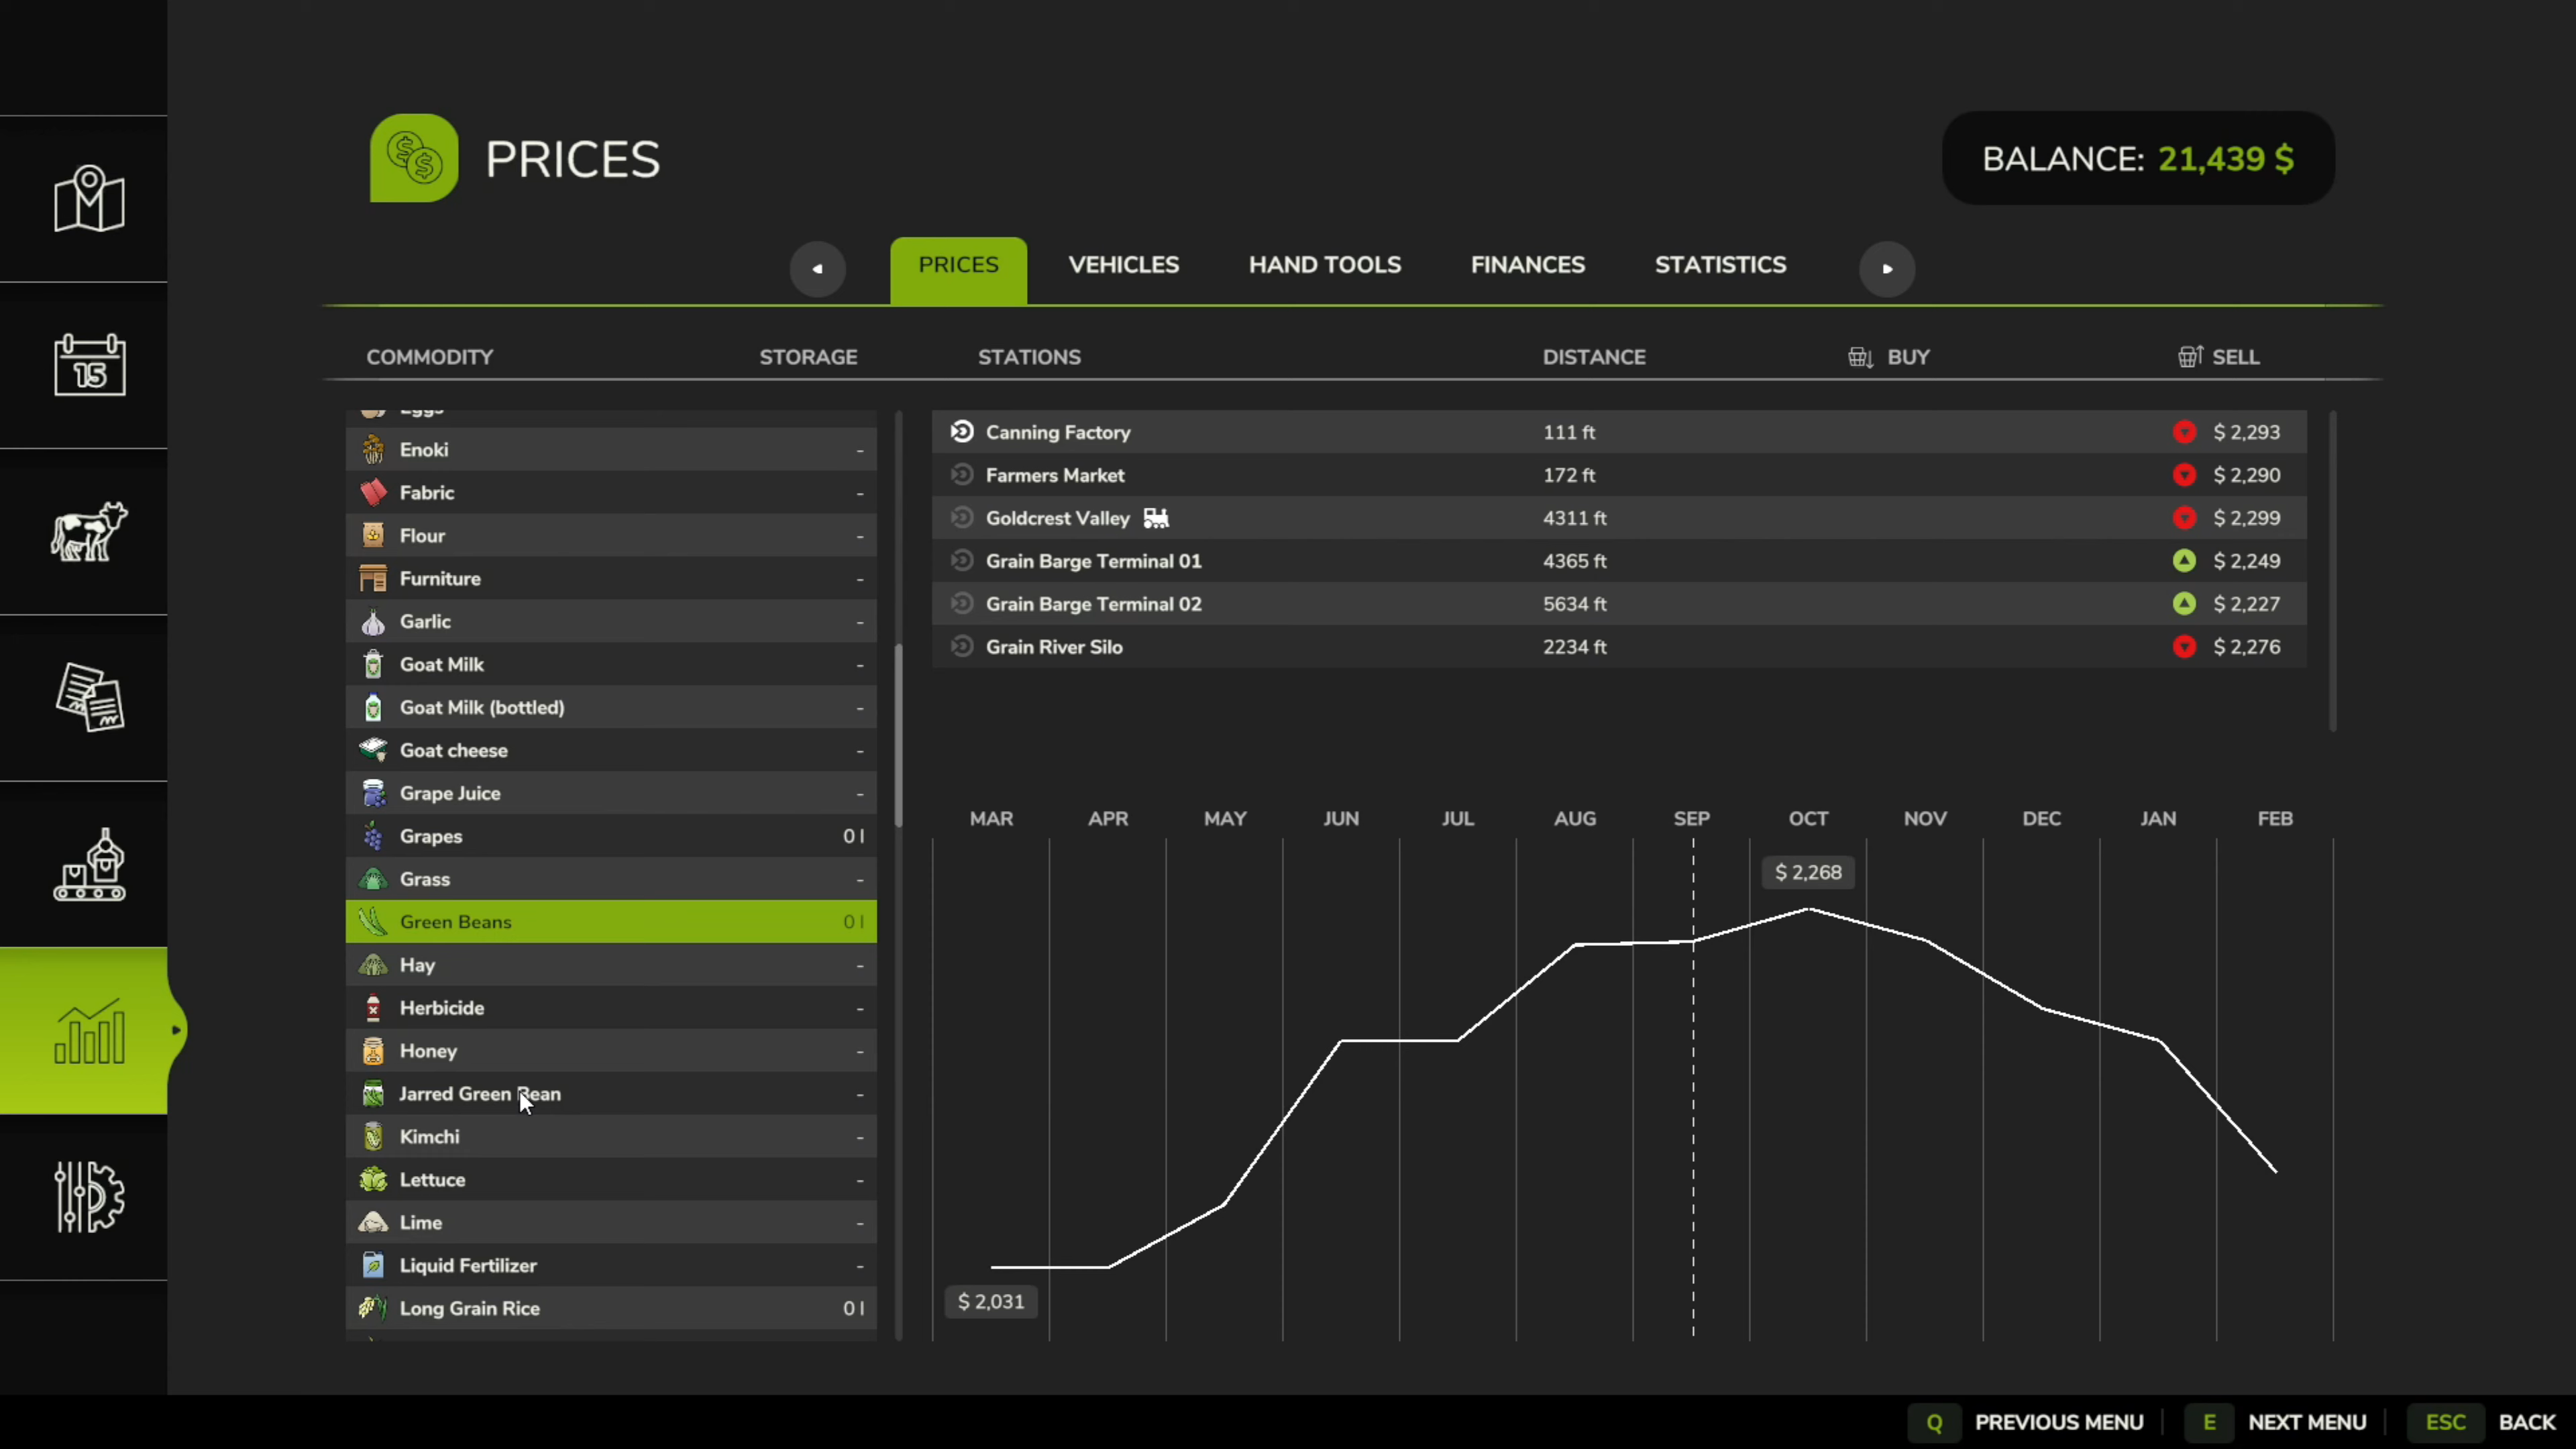 PRICES
BALANCE: 21,439 $
PRICES VEHICLES HAND TOOLS FINANCES STATISTICS
COMMODITY STORAGE STATIONS DISTANCE BUY SELL
15
Eggs
Enoki -
Fabric -
Flour -
Furniture -
Garlic -
Goat Milk -
Goat Milk (bottled) -
Goat cheese -
Grape Juice -
Grapes 0 l
Grass -
Green Beans 0 l
Hay -
Herbicide -
Honey -
Jarred Green Bean -
Kimchi -
Lettuce -
Lime -
Liquid Fertilizer -
Long Grain Rice 0 l
Canning Factory 111 ft $ 2,293
Farmers Market 172 ft $ 2,290
Goldcrest Valley 4311 ft $ 2,299
Grain Barge Terminal 01 4365 ft $ 2,249
Grain Barge Terminal 02 5634 ft $ 2,227
Grain River Silo 2234 ft $ 2,276
MAR APR MAY JUN JUL AUG SEP OCT NOV DEC JAN FEB
$ 2,268
$ 2,031
Q PREVIOUS MENU E NEXT MENU ESC BACK